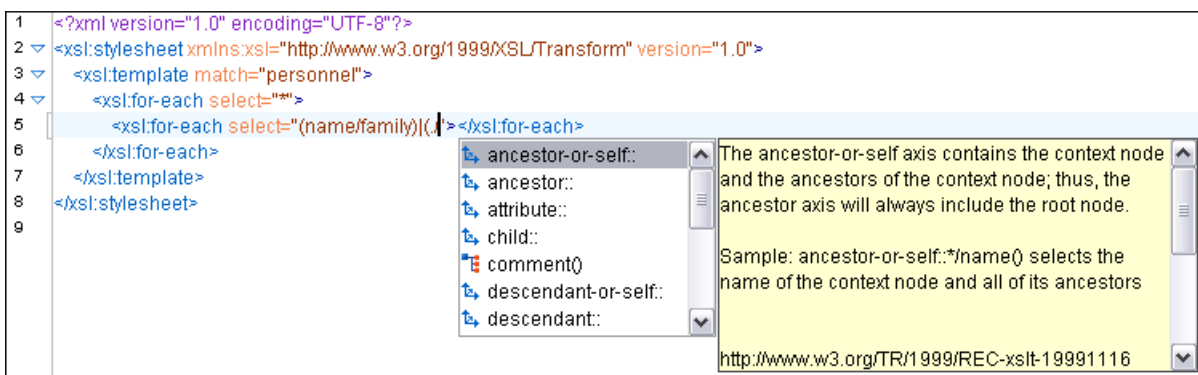 1 <?xml version="1.0" encoding="UTF-8"?>
2 <xsl:stylesheet xmlns:xsl="http://www.w3.org/1999/XSL/Transform" version="1.0">
3 <xsl:template match="personnel">
4 <xsl:for-each select="*">
5 <xsl:for-each select="(name/family)|(./"></xsl:for-each>
6 </xsl:for-each>
7 </xsl:template>
8 </xsl:stylesheet>
9
ancestor-or-self::
ancestor::
attribute::
child::
comment()
descendant-or-self::
descendant::
The ancestor-or-self axis contains the context node
and the ancestors of the context node; thus, the
ancestor axis will always include the root node.
Sample: ancestor-or-self::*/name() selects the
name of the context node and all of its ancestors
http://www.w3.org/TR/1999/REC-xslt-19991116